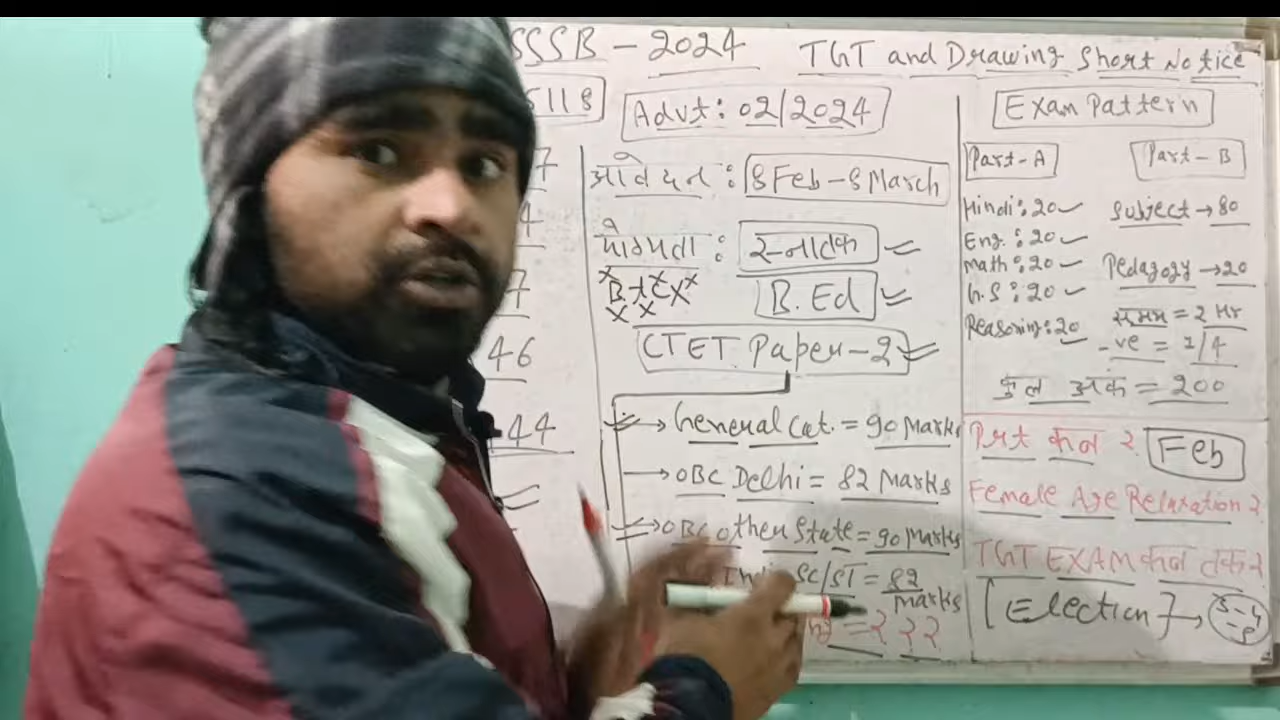 SSSB - 2024 TGT and Drawing Short Notice
5118
Advt: 02/2024
7
4
7
46
44
आवेदन : 8 Feb - 8 March
योग्यता : स्नातक
B.Ed
CTET Paper - 2
→ General Cat. = 90 Marks
→ OBC Delhi = 82 Marks
→ OBC other State = 90 Marks
SC/ST = 82
Marks
= 2 ? ?
Exam Pattern
Part-A
Part-B
Hindi : 20
Eng. : 20
Math : 20
G.S : 20
Reasoning : 20
Subject → 80
Pedagogy → 20
समय = 2 Hr
-ve = 1/4
कुल अंक = 200
PRT कब ?
Feb
Female Age Relaxation ?
TGT EXAM कब तक ?
[Election] →